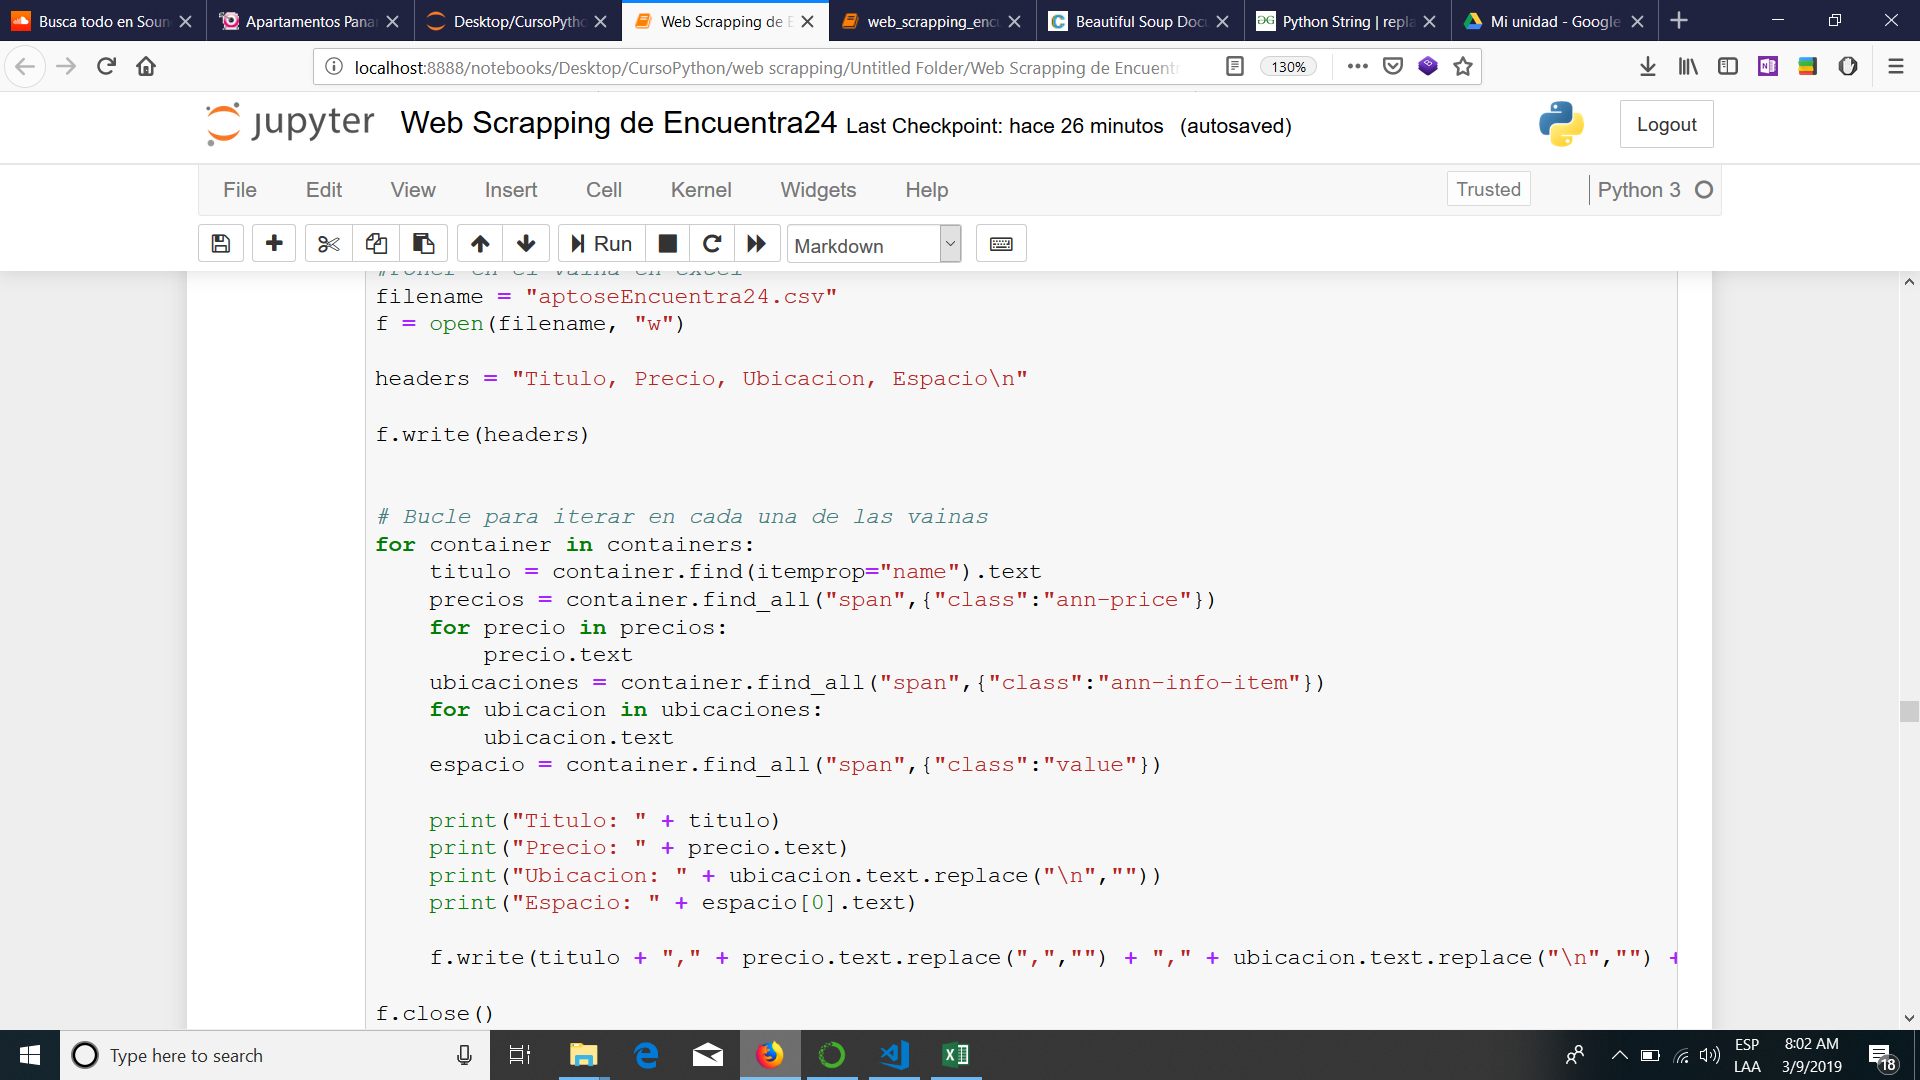 Busca todo en Soun
Apartamentos Panar
Desktop/CursoPytho
Web Scrapping de E
web_scrapping_encu
Beautiful Soup Docu
Python String | repla
Mi unidad - Google
localhost:8888/notebooks/Desktop/CursoPython/web scrapping/Untitled Folder/Web Scrapping de Encuentr
130%
jupyter Web Scrapping de Encuentra24 Last Checkpoint: hace 26 minutos (autosaved)
Logout
File Edit View Insert Cell Kernel Widgets Help
Trusted
Python 3
Run
Markdown
filename = "aptoseEncuentra24.csv"
f = open(filename, "w")
headers = "Titulo, Precio, Ubicacion, Espacio\n"
f.write(headers)
# Bucle para iterar en cada una de las vainas
for container in containers:
    titulo = container.find(itemprop="name").text
    precios = container.find_all("span",{"class":"ann-price"})
    for precio in precios:
        precio.text
    ubicaciones = container.find_all("span",{"class":"ann-info-item"})
    for ubicacion in ubicaciones:
        ubicacion.text
    espacio = container.find_all("span",{"class":"value"})
    print("Titulo: " + titulo)
    print("Precio: " + precio.text)
    print("Ubicacion: " + ubicacion.text.replace("\n",""))
    print("Espacio: " + espacio[0].text)
    f.write(titulo + "," + precio.text.replace(",","") + "," + ubicacion.text.replace("\n","") +
f.close()
Type here to search
ESP
LAA
8:02 AM
3/9/2019
18